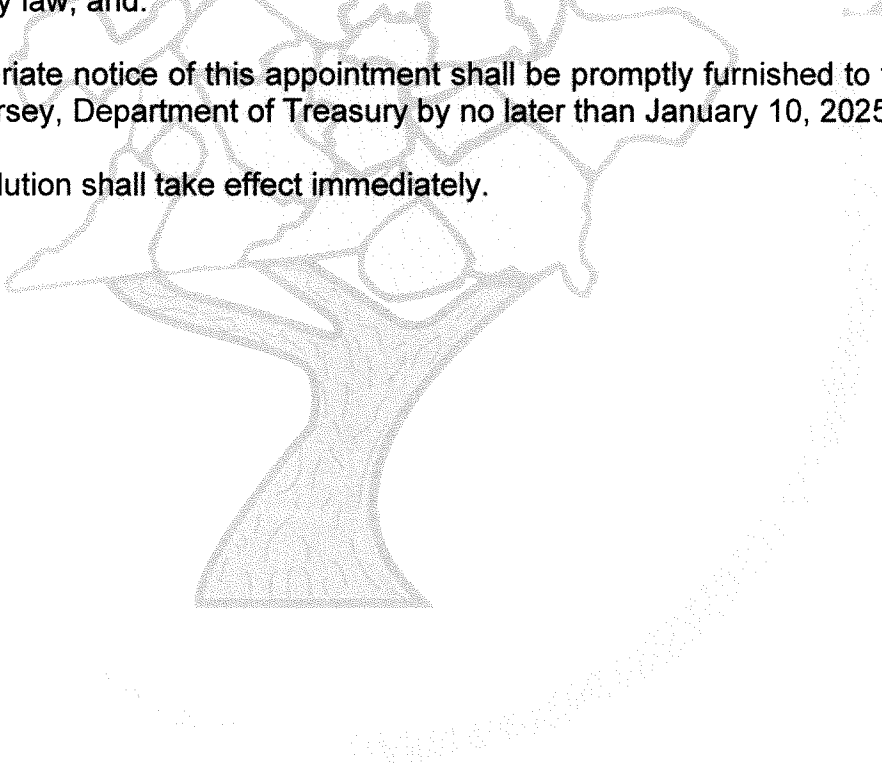 y law; and.
riate notice of this appointment shall be promptly furnished to
rsey, Department of Treasury by no later than January 10, 2025
lution shall take effect immediately.